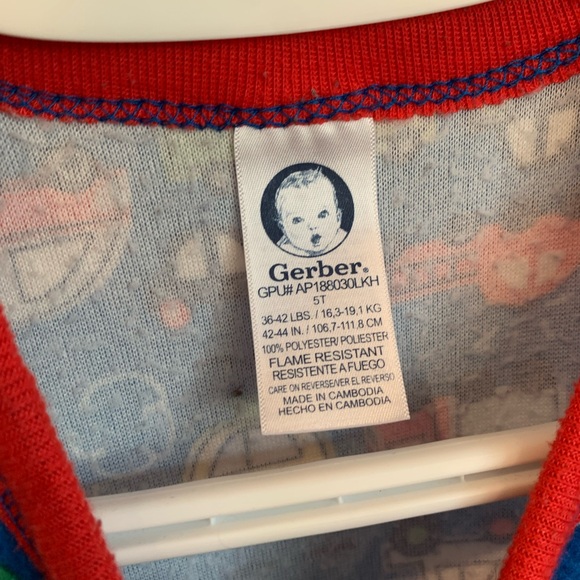 Gerber®
GPU# AP188030LKH
5T
36-42 LBS. / 16,3-19,1 KG
42-44 IN. / 106,7-111,8 CM
100% POLYESTER/ POLIESTER
FLAME RESISTANT
RESISTENTE A FUEGO
CARE ON REVERSE/VER EL REVERSO
MADE IN CAMBODIA
HECHO EN CAMBODIA